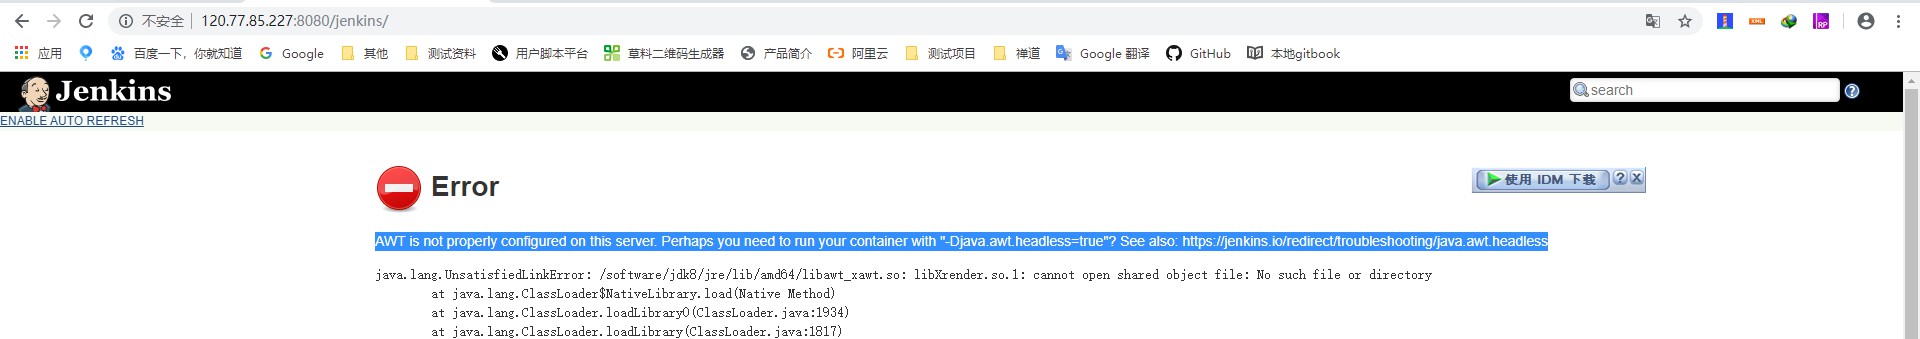 不安全 | 120.77.85.227:8080/jenkins/
应用 百度一下，你就知道 Google 其他 测试资料 用户脚本平台 草料二维码生成器 产品简介 阿里云 测试项目 禅道 Google 翻译 GitHub 本地gitbook
Jenkins search
ENABLE AUTO REFRESH
Error
使用 IDM 下载 ? X
AWT is not properly configured on this server. Perhaps you need to run your container with "-Djava.awt.headless=true"? See also: https://jenkins.io/redirect/troubleshooting/java.awt.headless
java.lang.UnsatisfiedLinkError: /software/jdk8/jre/lib/amd64/libawt_xawt.so: libXrender.so.1: cannot open shared object file: No such file or directory
at java.lang.ClassLoader$NativeLibrary.load(Native Method)
at java.lang.ClassLoader.loadLibrary0(ClassLoader.java:1934)
at java.lang.ClassLoader.loadLibrary(ClassLoader.java:1817)